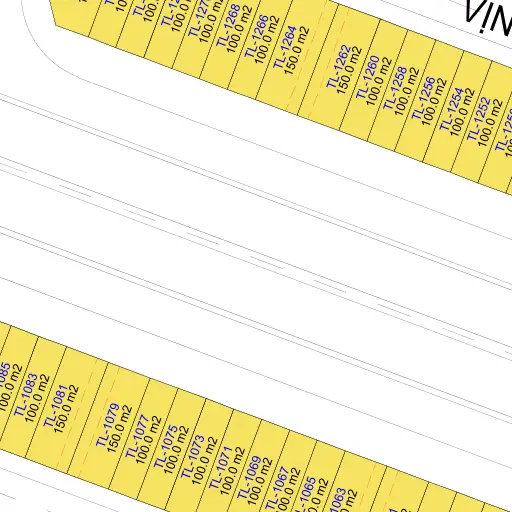 TL-1268
100.0 m2
TL-1266
100.0 m2
TL-1264
150.0 m2
TL-1262
150.0 m2
TL-1260
100.0 m2
TL-1258
100.0 m2
TL-1256
100.0 m2
TL-1254
100.0 m2
TL-1252
100.0 m2
VỊN
100.0 m2
TL-1083
100.0 m2
TL-1081
150.0 m2
TL-1079
150.0 m2
TL-1077
100.0 m2
TL-1075
100.0 m2
TL-1073
100.0 m2
TL-1071
100.0 m2
TL-1069
100.0 m2
TL-1067
100.0 m2
TL-1065